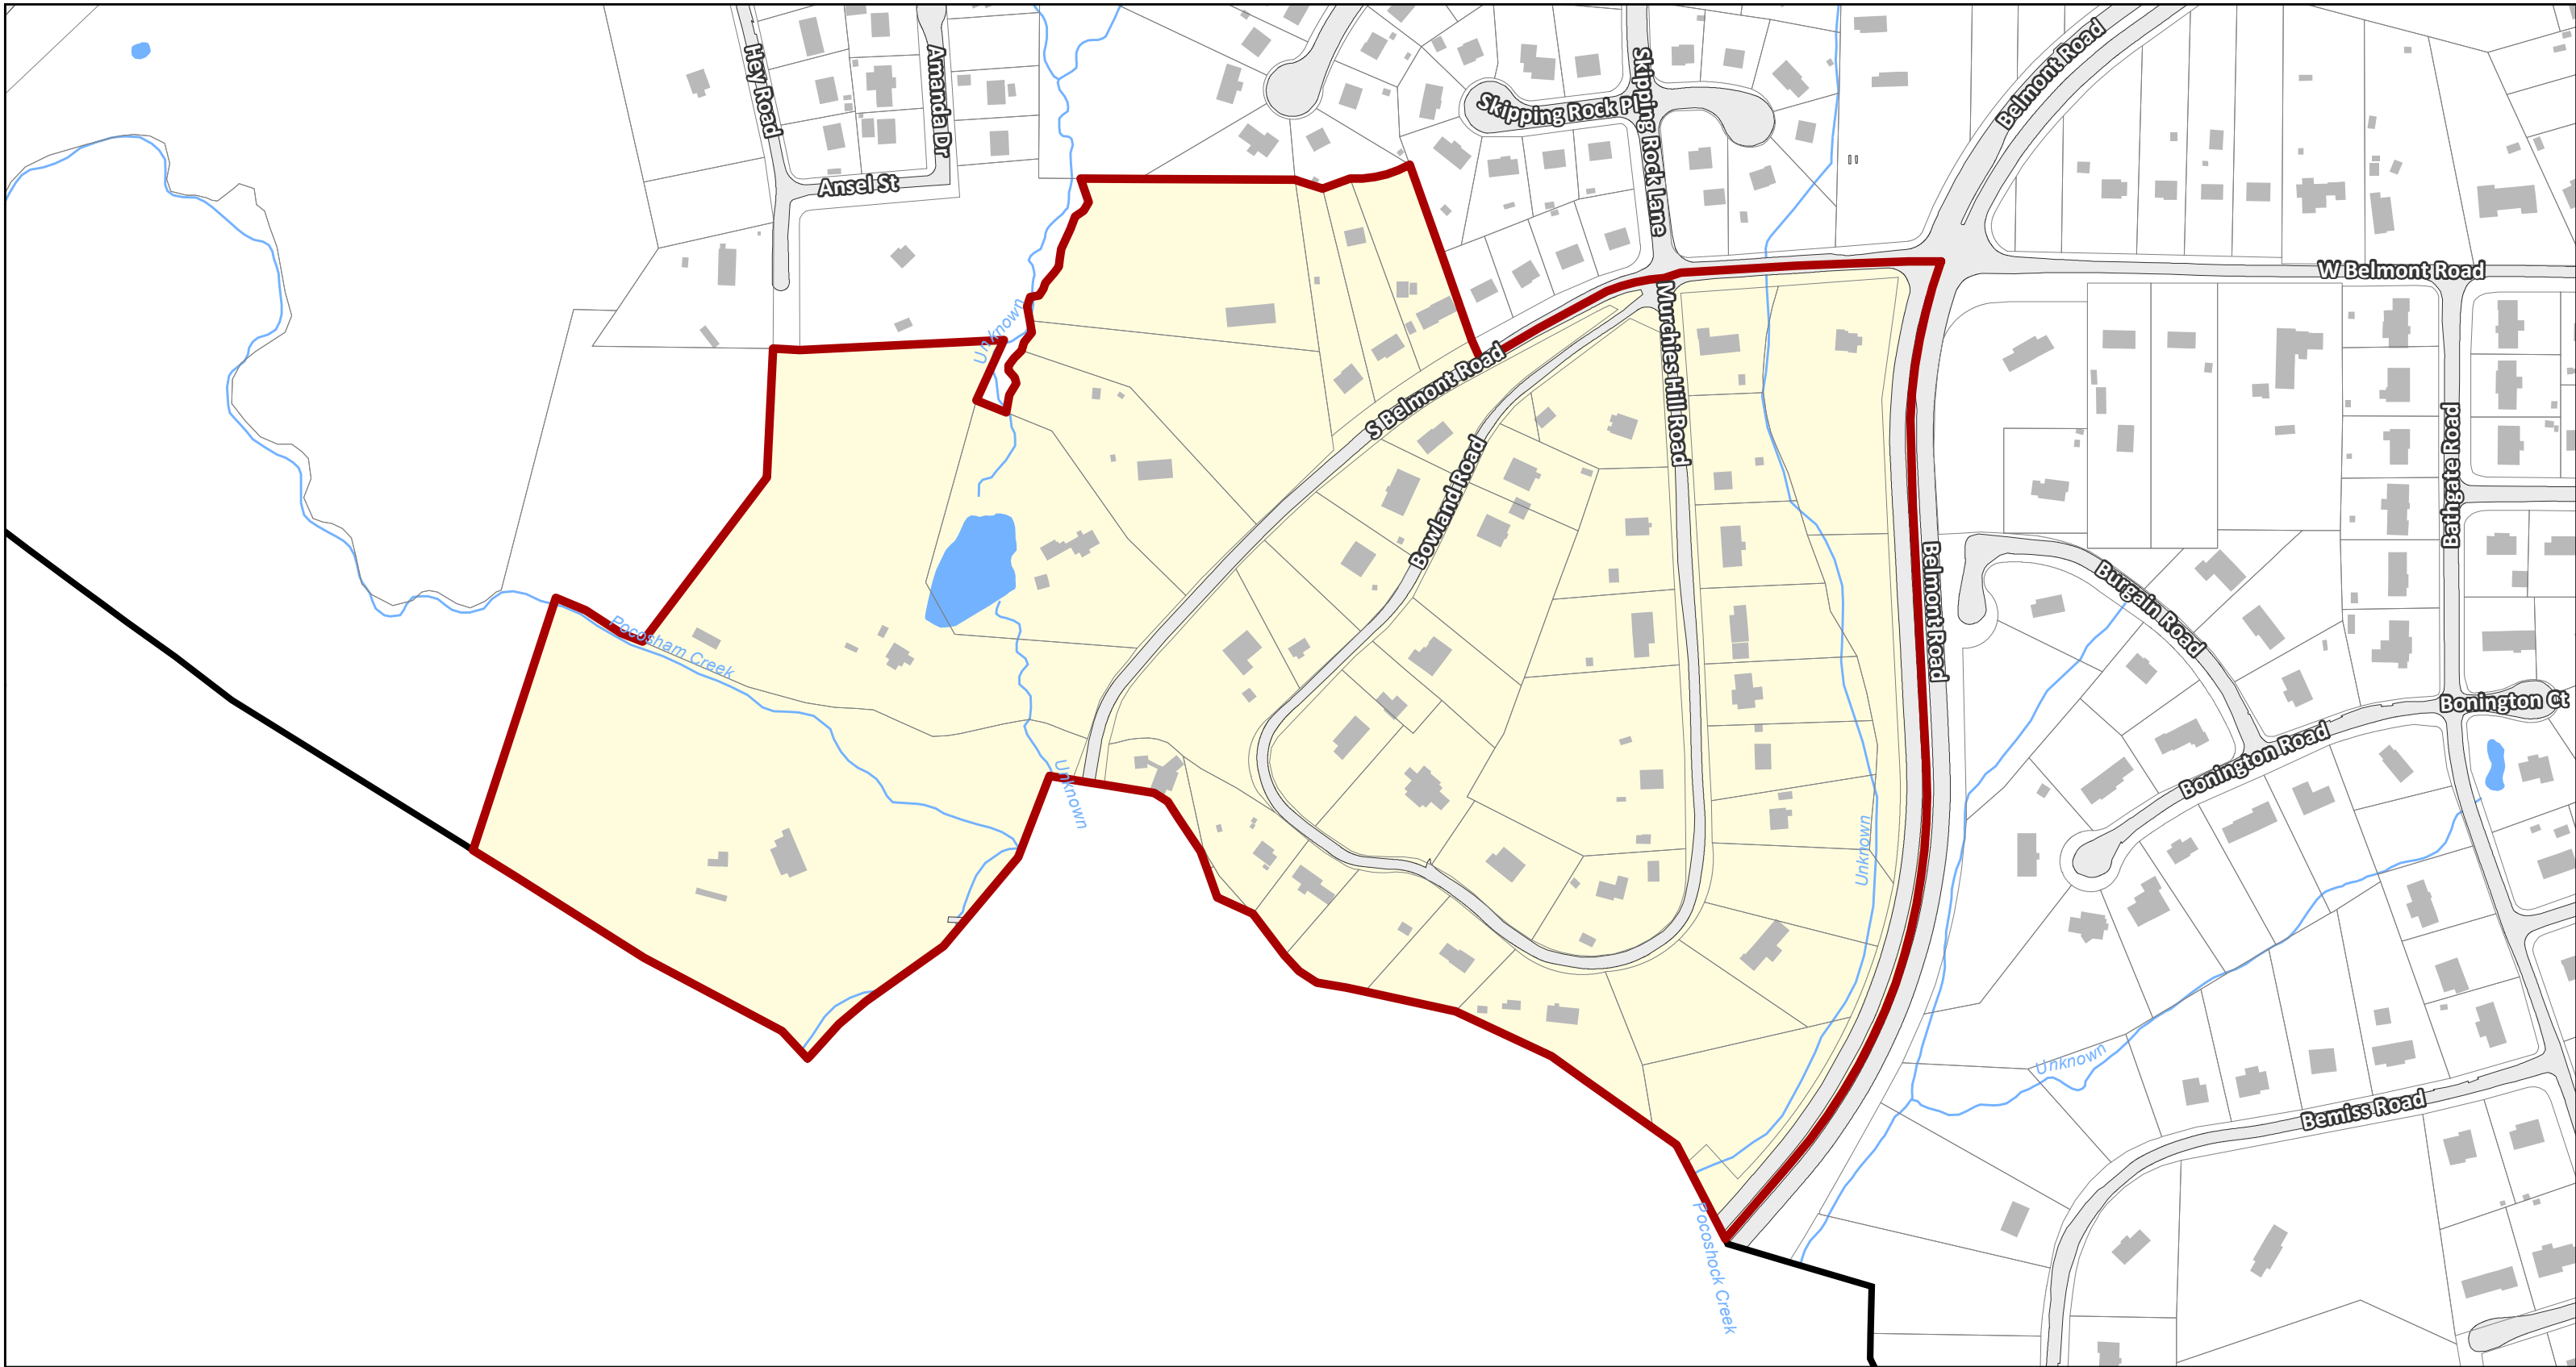 Hey Road
Amanda Dr
Ansel St
Skipping Rock Pl
Skipping Rock Lane
Belmont Road
W Belmont Road
Unknown
S Belmont Road
Murchies Hill Road
Bowland Road
Bathgate Road
Belmont Road
Burgain Road
Pocosham Creek
Bonington Ct
Bonington Road
Unknown
Unknown
Unknown
Bemiss Road
Pocoshock Creek